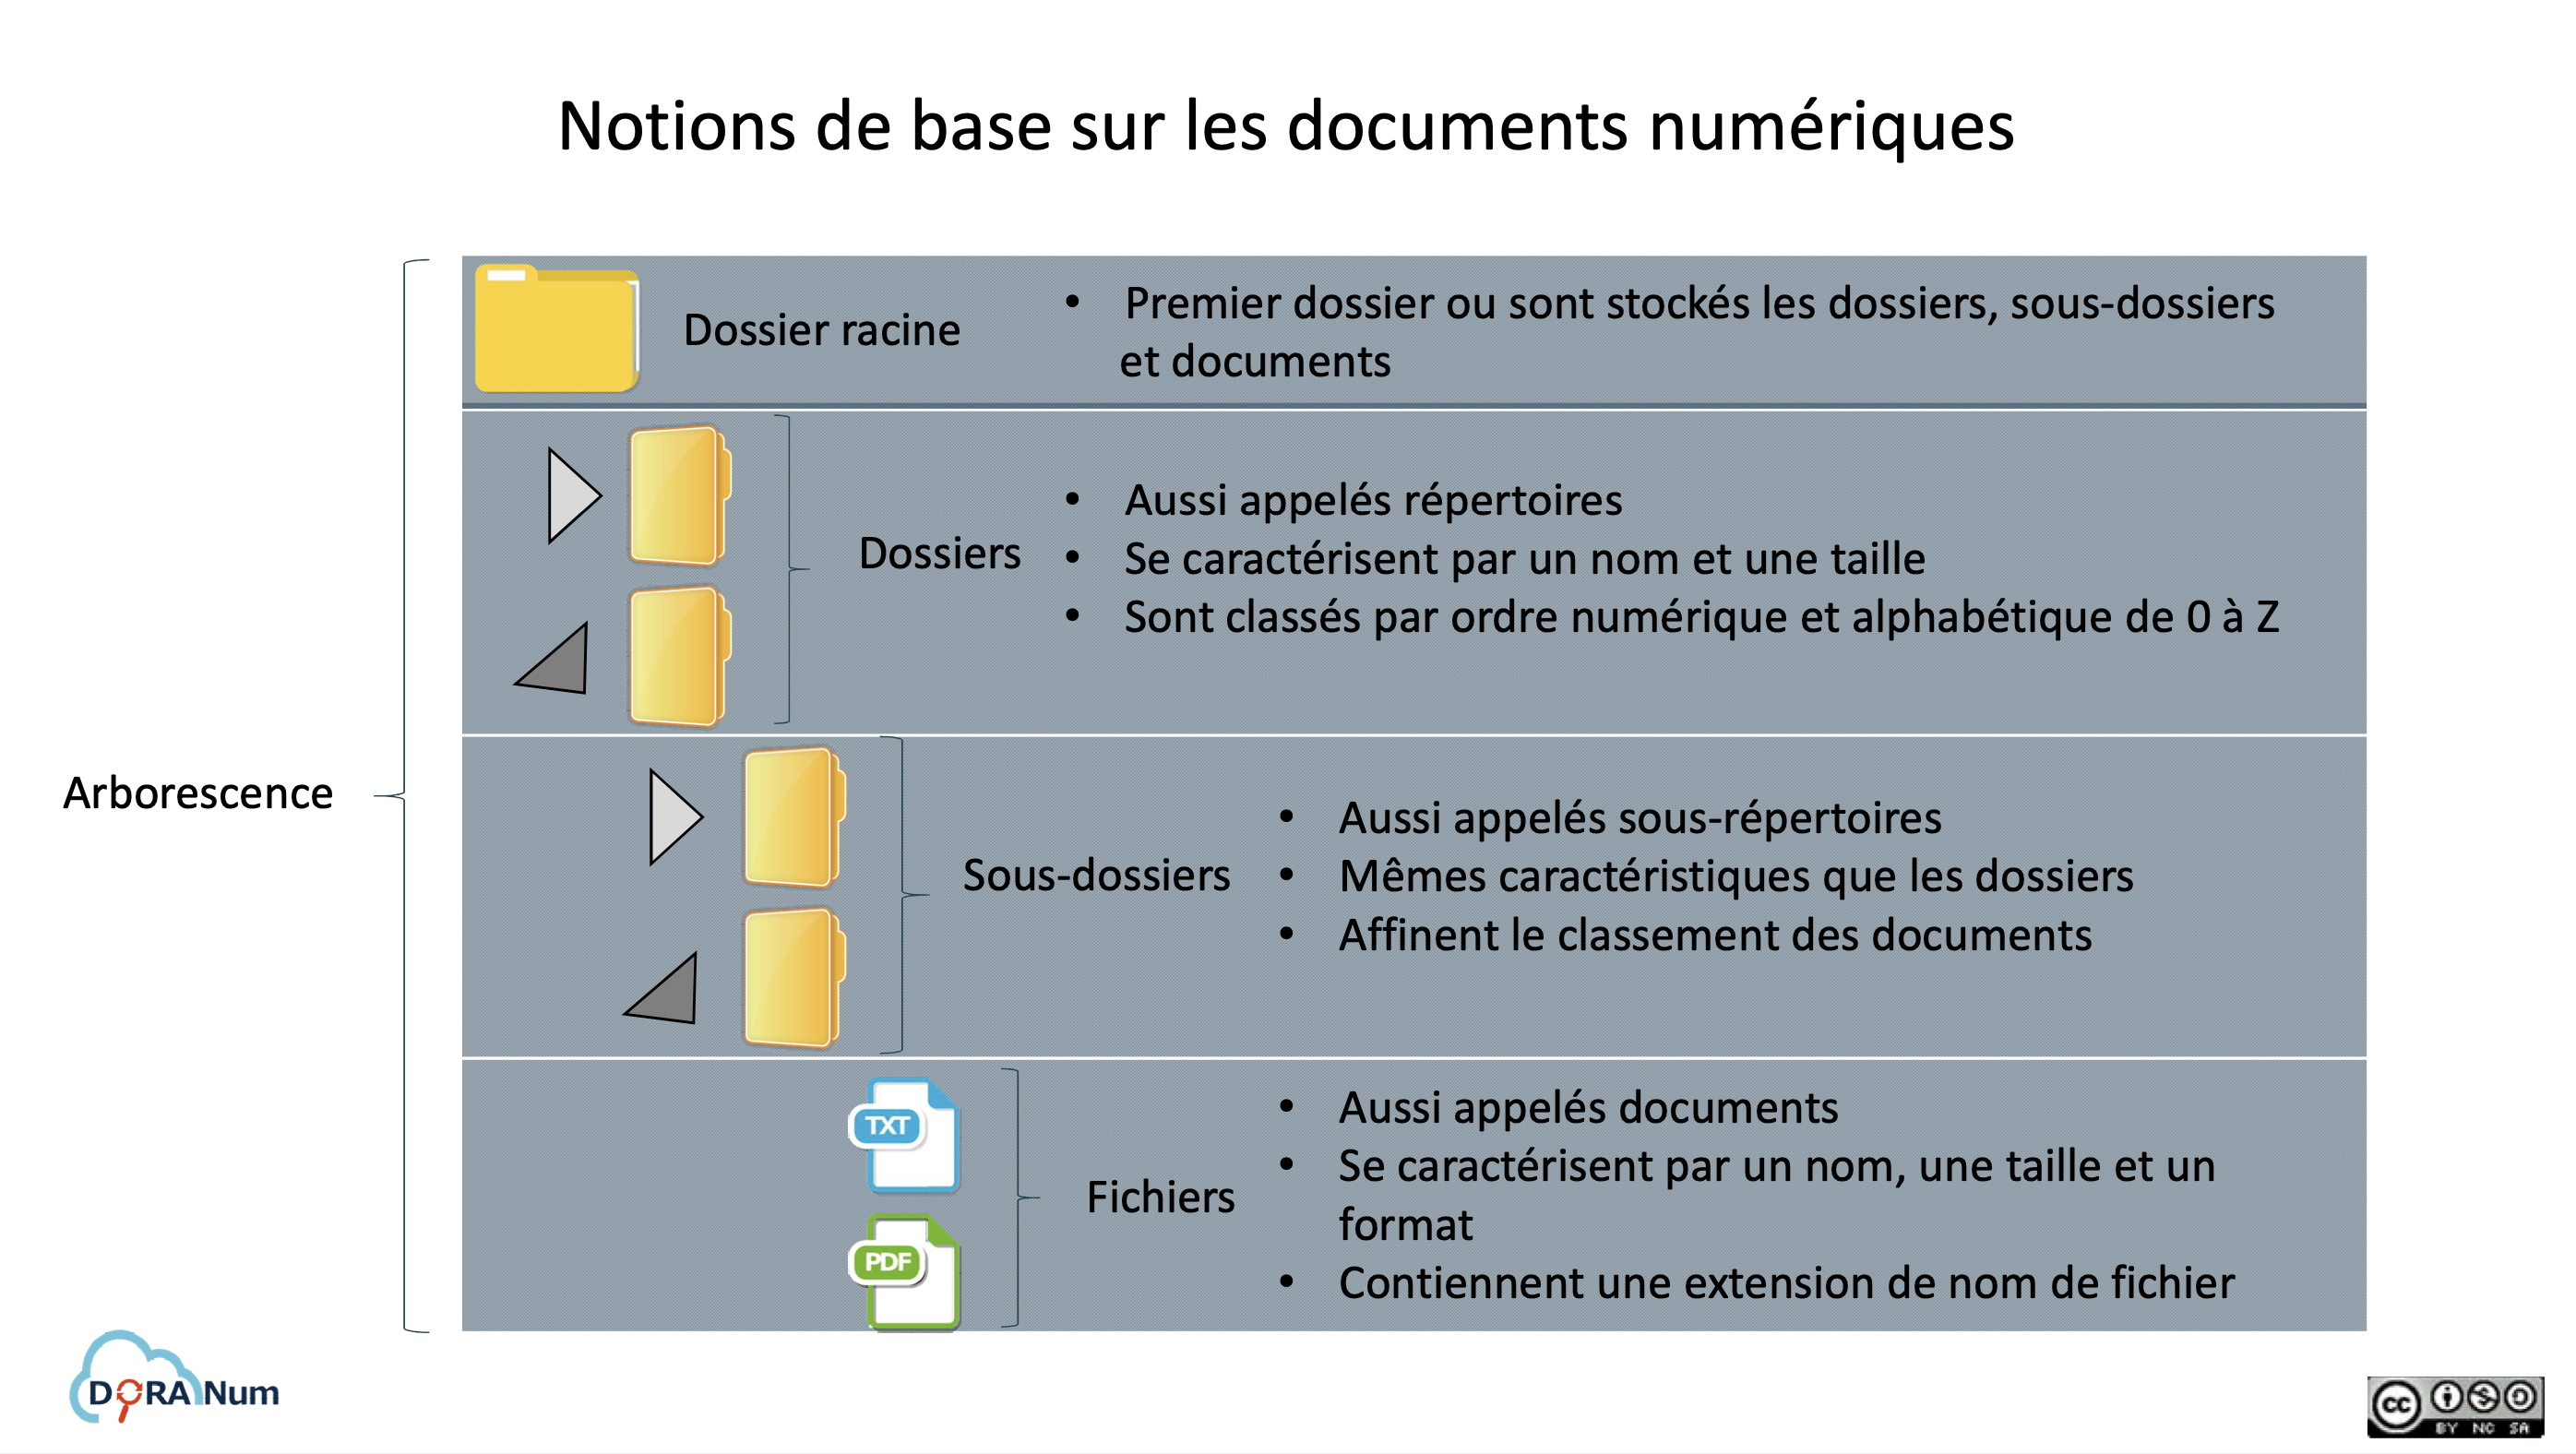 Notions de base sur les documents numériques
Dossier racine
• Premier dossier ou sont stockés les dossiers, sous-dossiers
et documents
Dossiers
• Aussi appelés répertoires
• Se caractérisent par un nom et une taille
• Sont classés par ordre numérique et alphabétique de 0 à Z
Arborescence
Sous-dossiers
• Aussi appelés sous-répertoires
• Mêmes caractéristiques que les dossiers
• Affinent le classement des documents
TXT
PDF
Fichiers
• Aussi appelés documents
• Se caractérisent par un nom, une taille et un
format
• Contiennent une extension de nom de fichier
DORANum
cc
BY NC SA